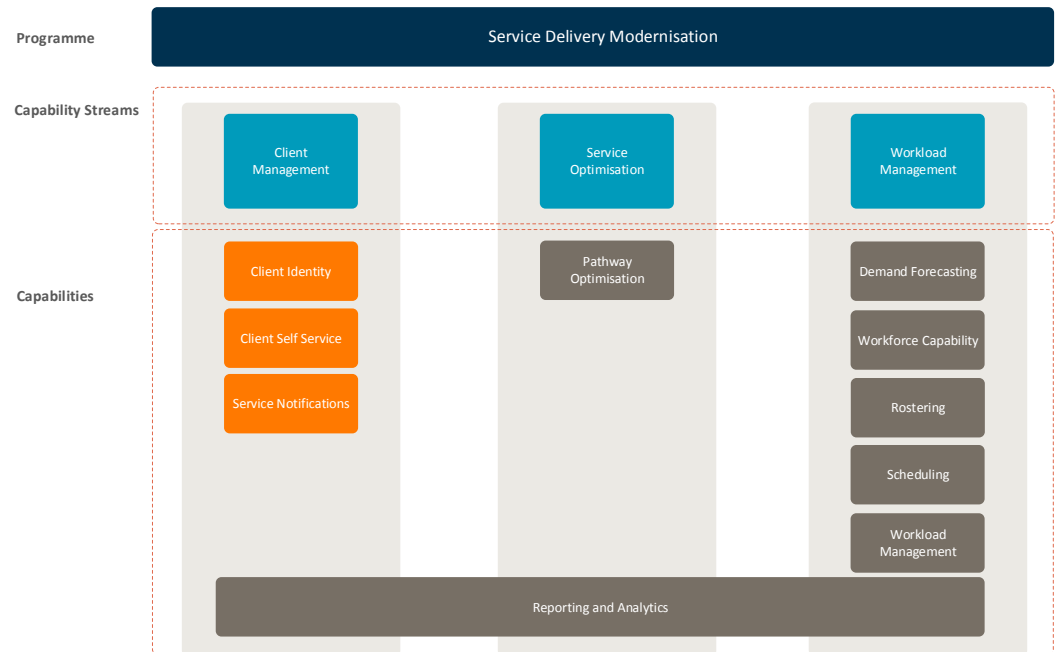 Programme
Service Delivery Modernisation
Capability Streams
Client
Management
Service
Optimisation
Workload
Management
Capabilities
Client Identity
Client Self Service
Service Notifications
Pathway
Optimisation
Demand Forecasting
Workforce Capability
Rostering
Scheduling
Workload
Management
Reporting and Analytics